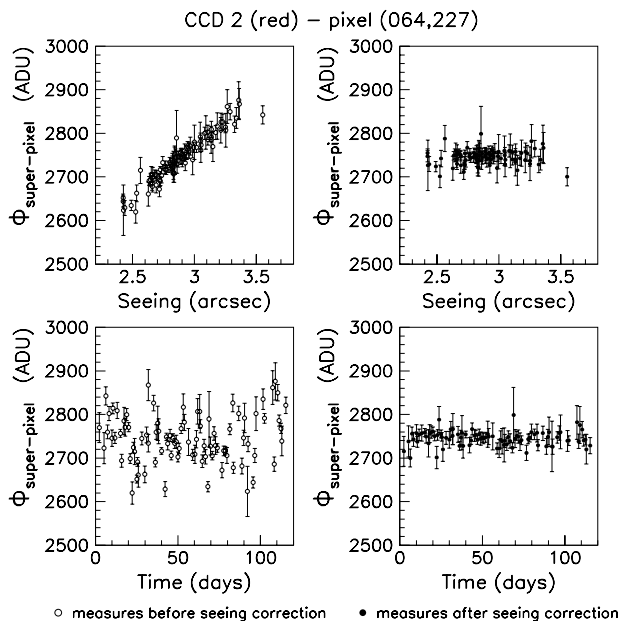 CCD 2 (red) – pixel (064,227)
3000
2900
2800
2700
2600
2500
ϕsuper–pixel (ADU)
2.5 3 3.5
Seeing (arcsec)
3000
2900
2800
2700
2600
2500
ϕsuper–pixel (ADU)
2.5 3 3.5
Seeing (arcsec)
3000
2900
2800
2700
2600
2500
ϕsuper–pixel (ADU)
0 50 100
Time (days)
3000
2900
2800
2700
2600
2500
ϕsuper–pixel (ADU)
0 50 100
Time (days)
○ measures before seeing correction
● measures after seeing correction